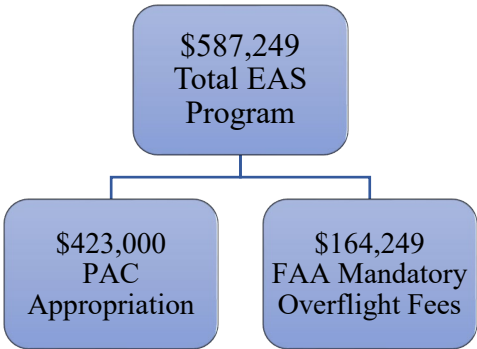 $587,249
Total EAS
Program
$423,000
PAC
Appropriation
$164,249
FAA Mandatory
Overflight Fees